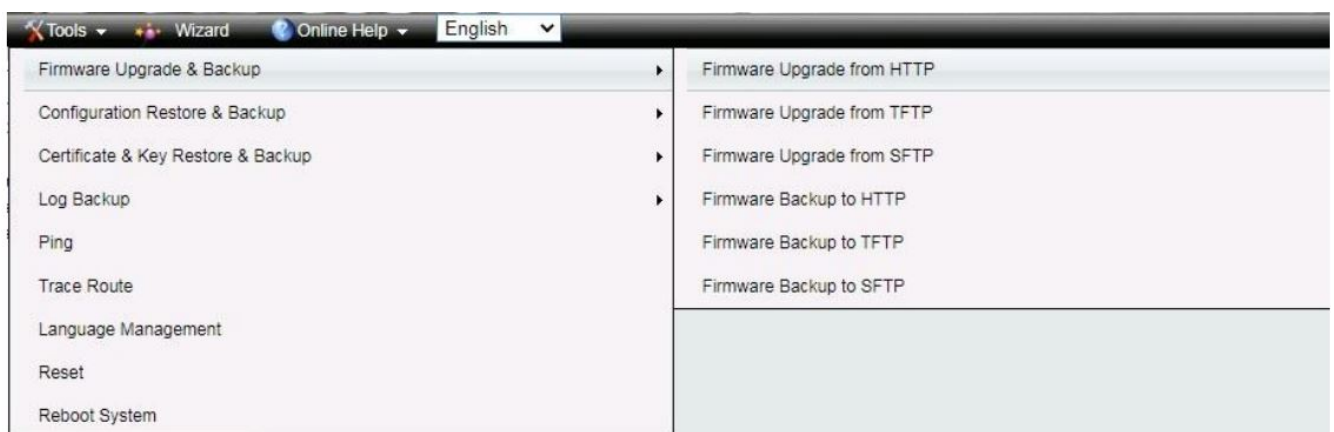 Tools Wizard Online Help English
Firmware Upgrade & Backup
Configuration Restore & Backup
Certificate & Key Restore & Backup
Log Backup
Ping
Trace Route
Language Management
Reset
Reboot System
Firmware Upgrade from HTTP
Firmware Upgrade from TFTP
Firmware Upgrade from SFTP
Firmware Backup to HTTP
Firmware Backup to TFTP
Firmware Backup to SFTP